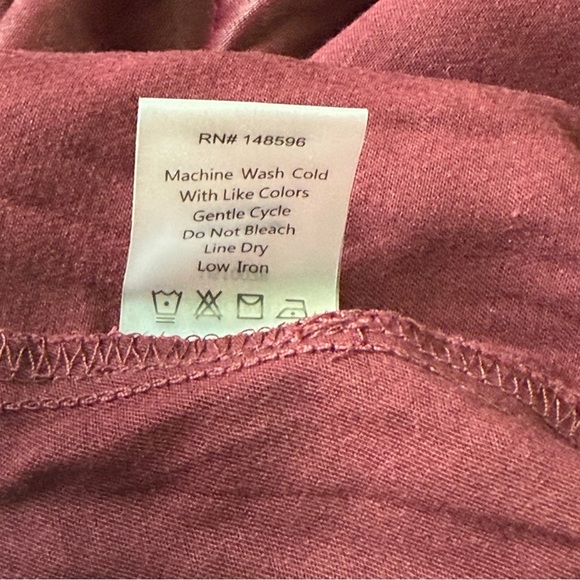 RN# 148596
Machine Wash Cold
With Like Colors
Gentle Cycle
Do Not Bleach
Line Dry
Low Iron